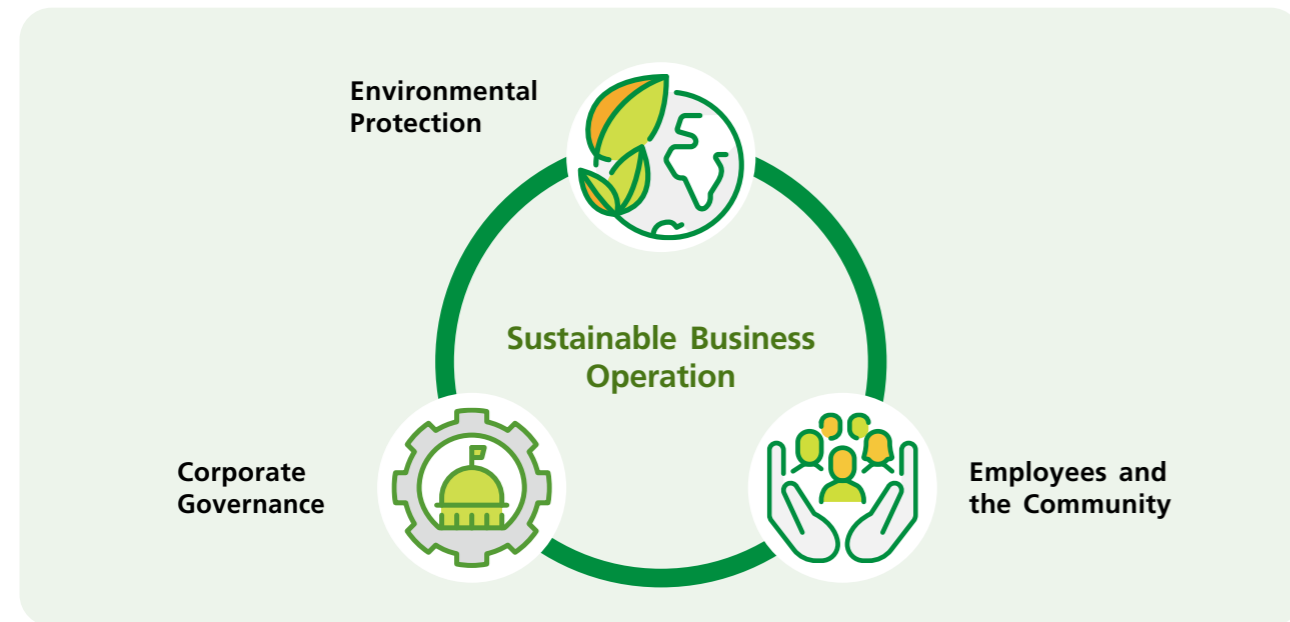 Environmental
Protection
Sustainable Business
Operation
Corporate
Governance
Employees and
the Community